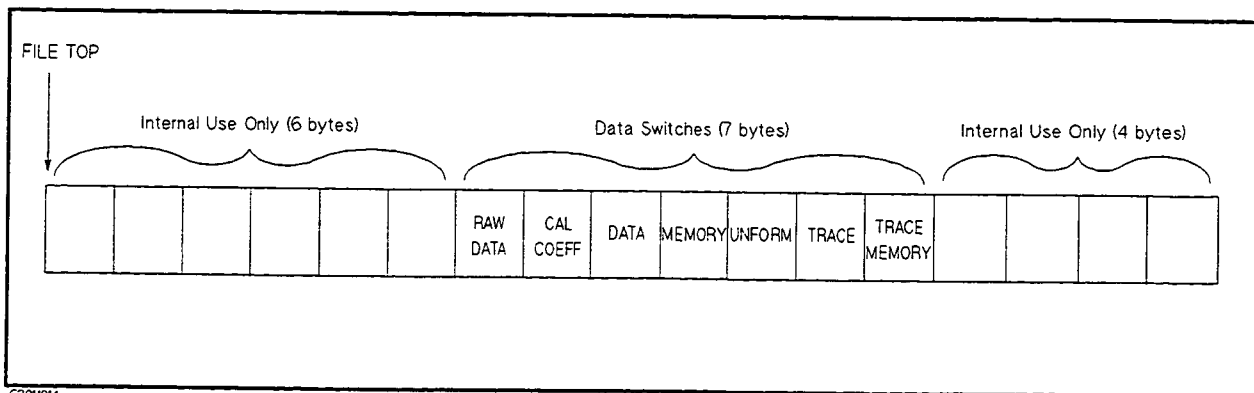 FILE TOP
Internal Use Only (6 bytes)
Data Switches (7 bytes)
Internal Use Only (4 bytes)
RAW DATA
CAL COEFF
DATA
MEMORY
UNFORM
TRACE
TRACE MEMORY